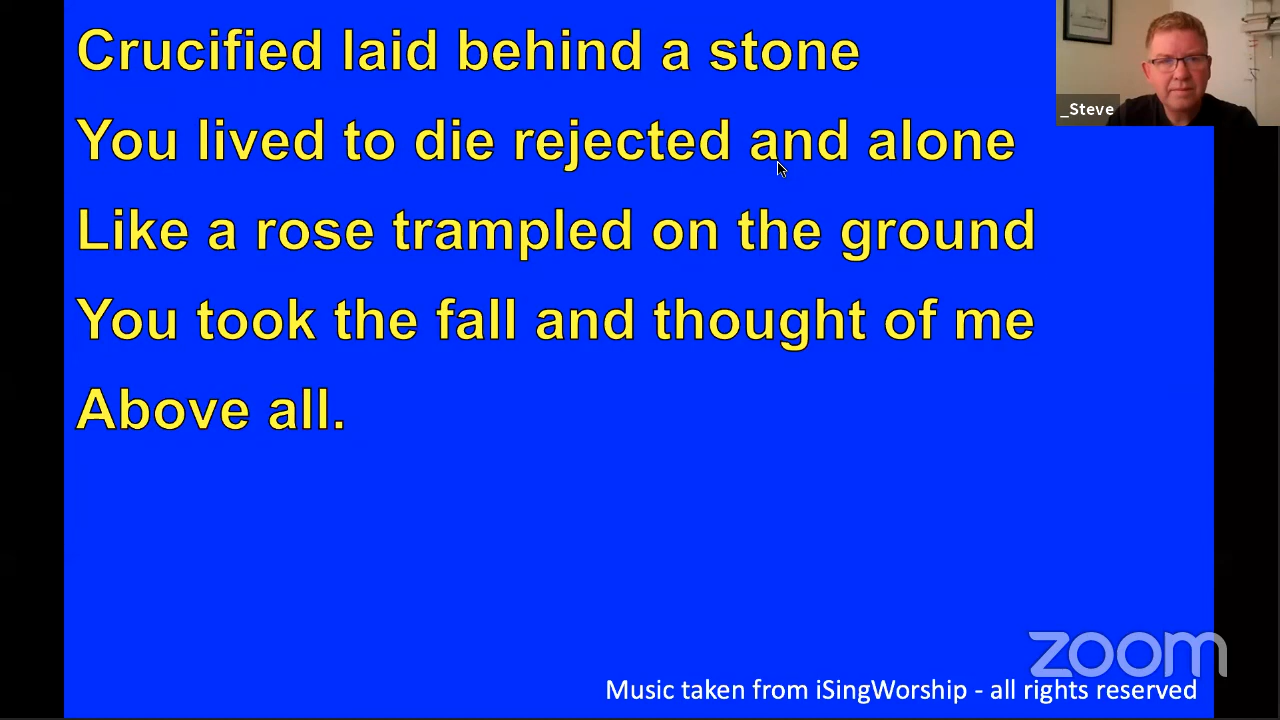 Crucified laid behind a stone
_Steve
You lived to die rejected and alone
Like a rose trampled on the ground
You took the fall and thought of me
Above all.
zoom
Music taken from iSingWorship - all rights reserved